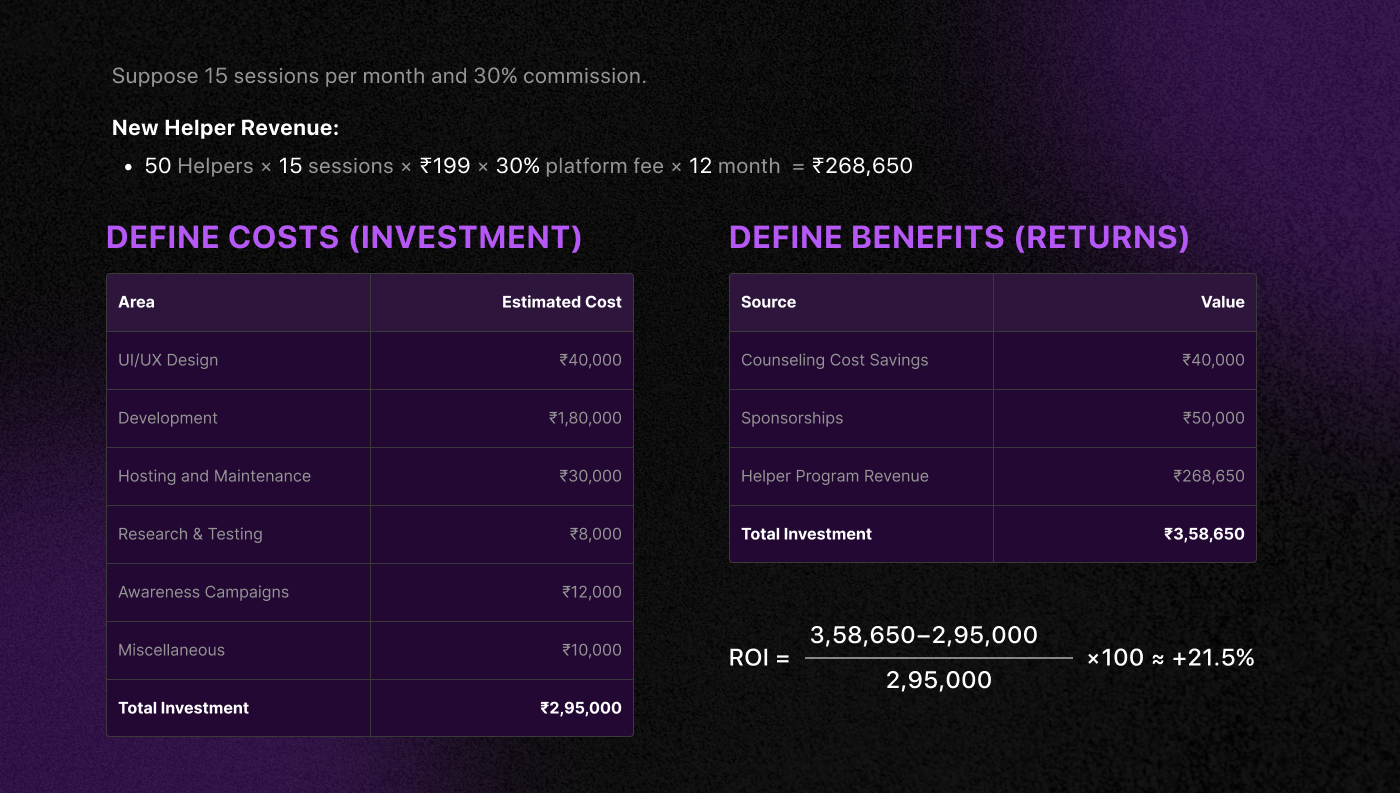 Suppose 15 sessions per month and 30% commission.
New Helper Revenue:
• 50 Helpers × 15 sessions × ₹199 × 30% platform fee × 12 month = ₹268,650
DEFINE COSTS (INVESTMENT)
Area Estimated Cost
UI/UX Design ₹40,000
Development ₹1,80,000
Hosting and Maintenance ₹30,000
Research & Testing ₹8,000
Awareness Campaigns ₹12,000
Miscellaneous ₹10,000
Total Investment ₹2,95,000
DEFINE BENEFITS (RETURNS)
Source Value
Counseling Cost Savings ₹40,000
Sponsorships ₹50,000
Helper Program Revenue ₹268,650
Total Investment ₹3,58,650
3,58,650−2,95,000
ROI = ×100 ≈ +21.5%
2,95,000